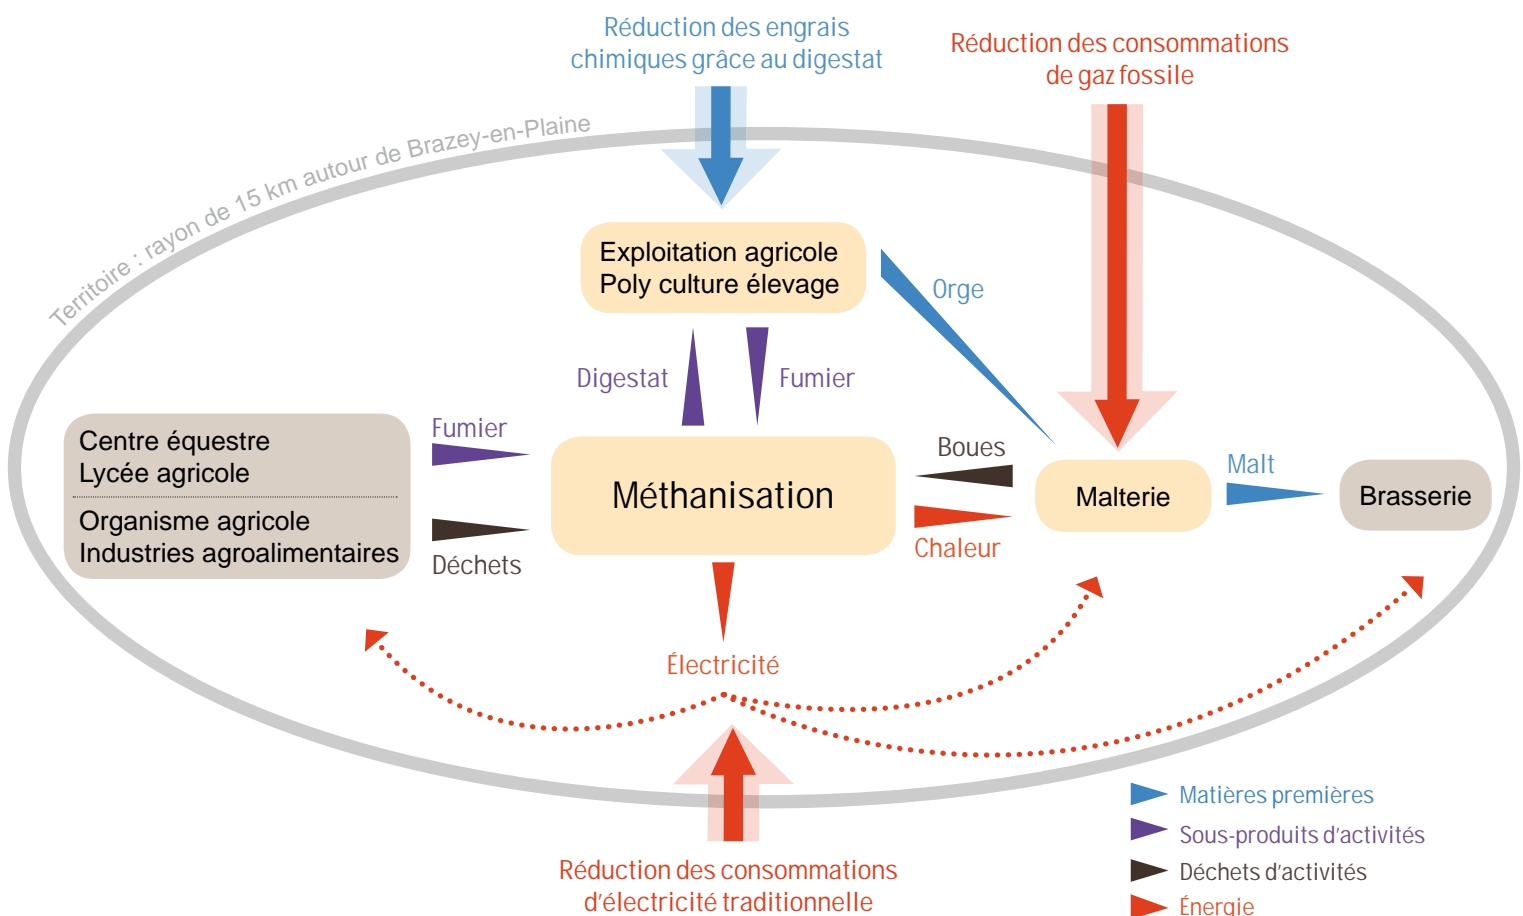 Réduction des engrais
chimiques grâce au digestat
Réduction des consommations
de gaz fossile
Territoire : rayon de 15 km autour de Brazey-en-Plaine
Exploitation agricole
Poly culture élevage
Orge
Digestat
Fumier
Centre équestre
Lycée agricole
Organisme agricole
Industries agroalimentaires
Fumier
Déchets
Méthanisation
Boues
Chaleur
Malterie
Malt
Brasserie
Électricité
Réduction des consommations
d'électricité traditionnelle
Matières premières
Sous-produits d'activités
Déchets d'activités
Énergie